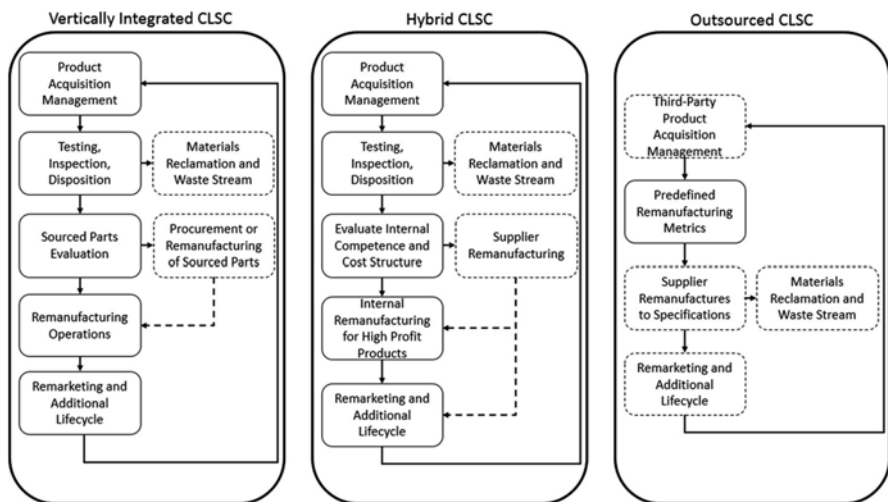 Vertically Integrated CLSC
Product
Acquisition
Management
Testing,
Inspection,
Disposition
Materials
Reclamation and
Waste Stream
Sourced Parts
Evaluation
Procurement or
Remanufacturing
of Sourced Parts
Remanufacturing
Operations
Remarketing and
Additional
Lifecycle
Hybrid CLSC
Product
Acquisition
Management
Testing,
Inspection,
Disposition
Materials
Reclamation and
Waste Stream
Evaluate Internal
Competence and
Cost Structure
Supplier
Remanufacturing
Internal
Remanufacturing
for High Profit
Products
Remarketing and
Additional
Lifecycle
Outsourced CLSC
Third-Party
Product
Acquisition
Management
Predefined
Remanufacturing
Metrics
Supplier
Remanufactures
to Specifications
Materials
Reclamation and
Waste Stream
Remarketing and
Additional
Lifecycle